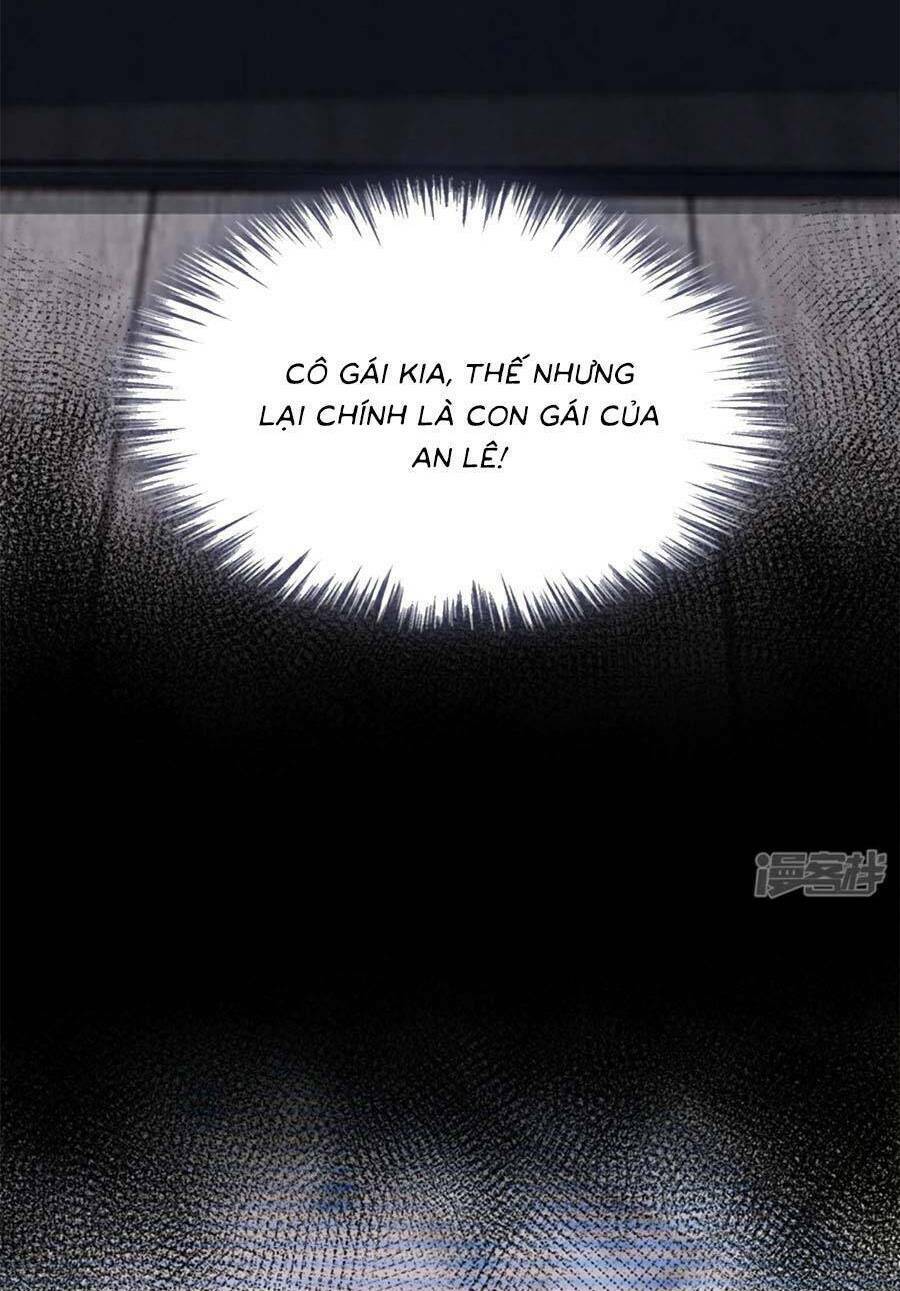 CÔ GÁI KIA, THẾ NHƯNG
LẠI CHÍNH LÀ CON GÁI CỦA
AN LÊ!
漫客栈